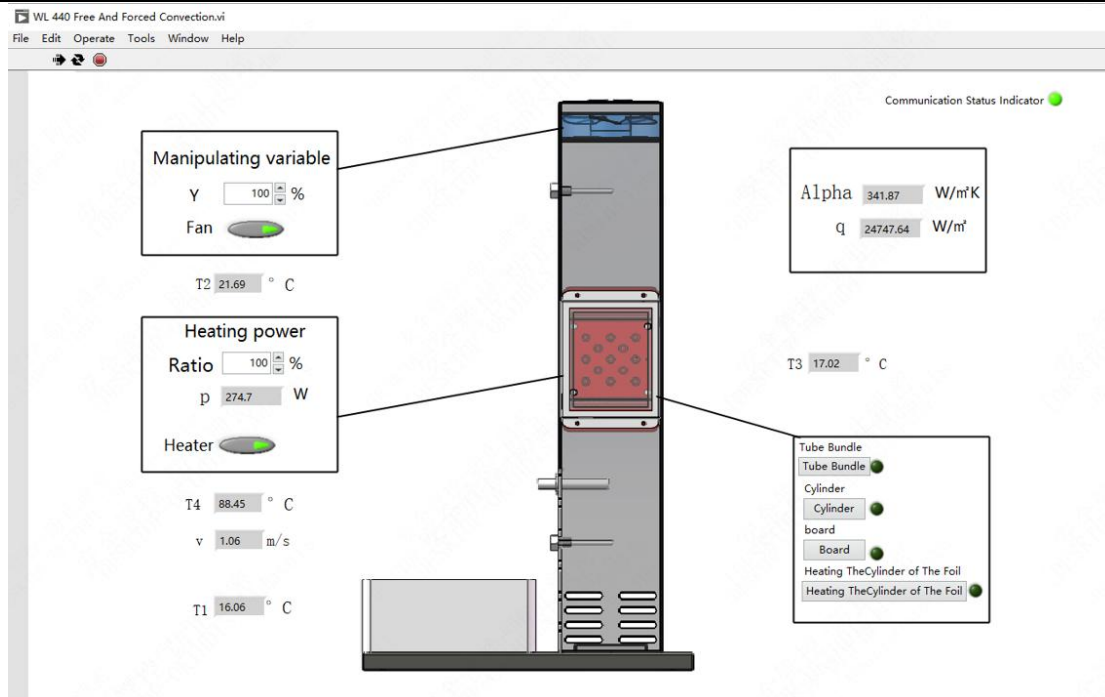 WL 440 Free And Forced Convection.vi
File Edit Operate Tools Window Help
Communication Status Indicator
Manipulating variable
Y 100 %
Fan
T2 21.69 ° C
Heating power
Ratio 100 %
p 274.7 W
Heater
T4 88.45 ° C
v 1.06 m/s
T1 16.06 ° C
Alpha 341.87 W/㎡K
q 24747.64 W/㎡
T3 17.02 ° C
Tube Bundle
Tube Bundle
Cylinder
Cylinder
board
Board
Heating TheCylinder of The Foil
Heating TheCylinder of The Foil